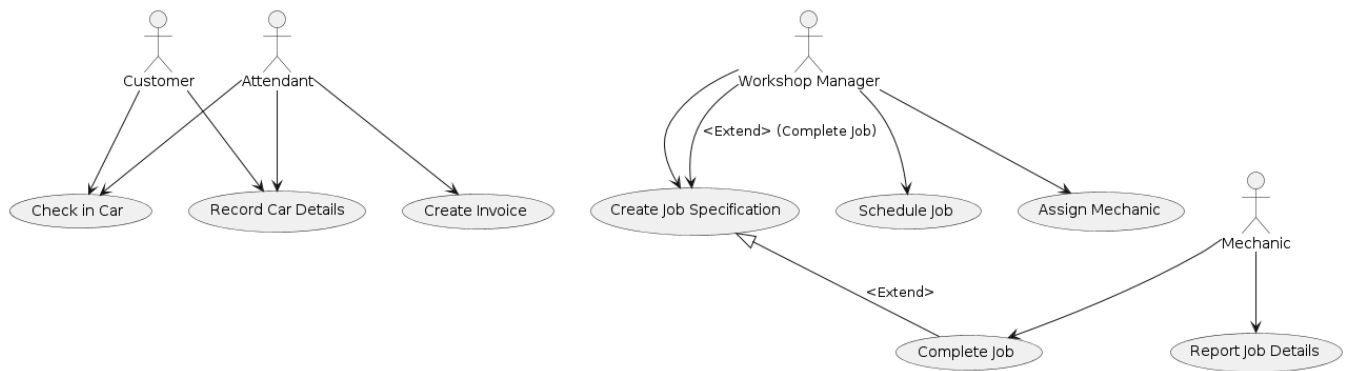 Customer
Attendant
Workshop Manager
<Extend> (Complete Job)
Check in Car
Record Car Details
Create Invoice
Create Job Specification
Schedule Job
Assign Mechanic
Mechanic
<Extend>
Complete Job
Report Job Details